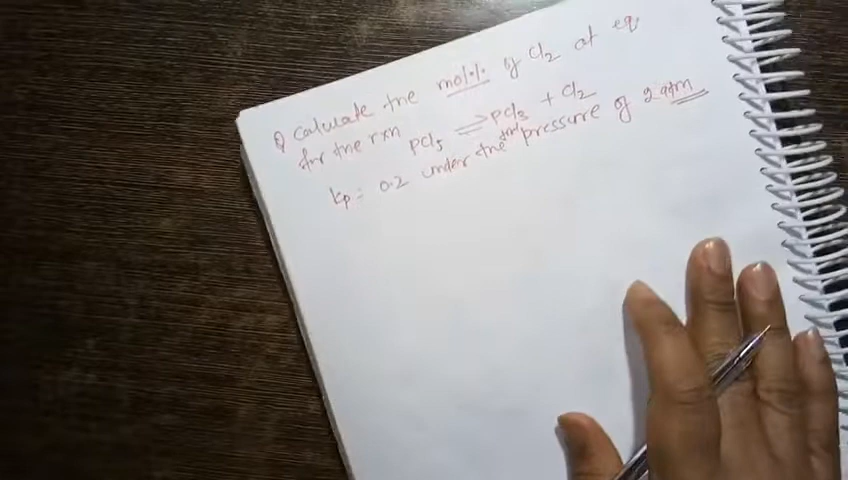 Q Calculate the mol% of Cl2 at eq
for the rxn PCl5 ⇌ PCl3 + Cl2
Kp = 0.2 under the total pressure of 2 atm